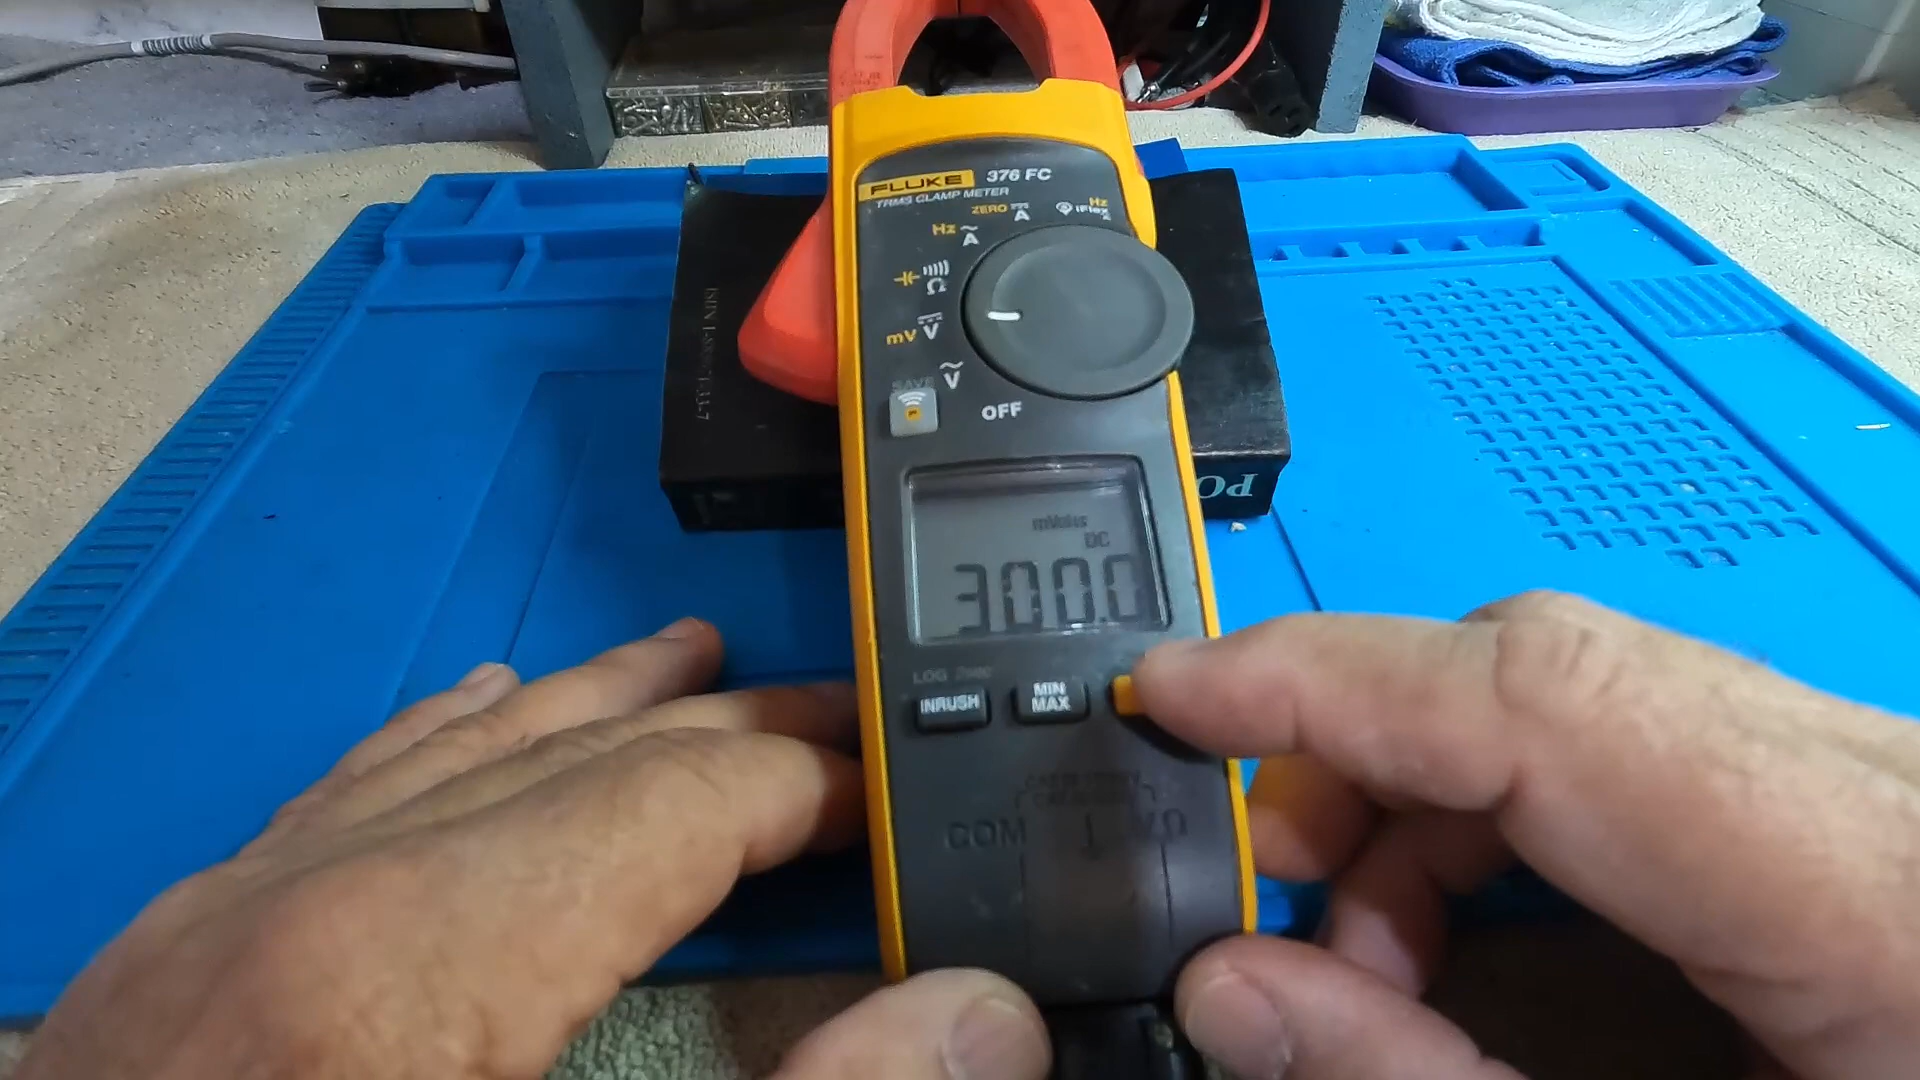 FLUKE 376 FC
TRMS CLAMP METER
ZERO A
Hz
iFlex
Hz A
Ω
mV V
V
SAVE
OFF
mVolts
DC
300.0
LOG
INRUSH
MIN
MAX
COM
VΩ
PO